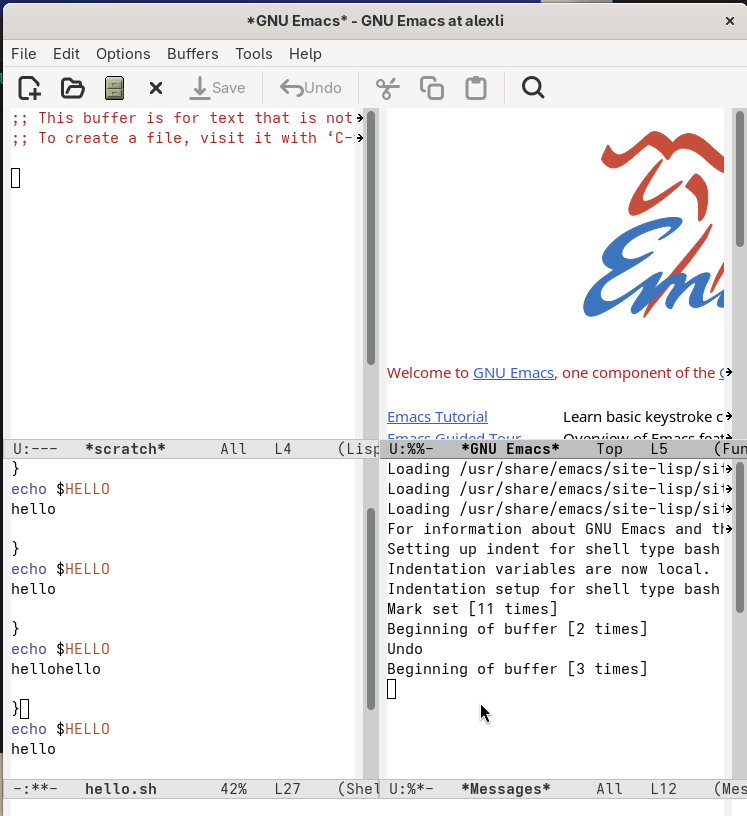 *GNU Emacs* - GNU Emacs at alexli
File Edit Options Buffers Tools Help
Save Undo
;; This buffer is for text that is not
;; To create a file, visit it with ‘C-
U:--- *scratch* All L4 (Lisp
Welcome to GNU Emacs, one component of the G
Emacs Tutorial Learn basic keystroke c
Emacs Guided Tour Overview of Emacs feat
U:%%- *GNU Emacs* Top L5 (Fun
}
echo $HELLO
hello
}
echo $HELLO
hello
}
echo $HELLO
hellohello
}
echo $HELLO
hello
-:**- hello.sh 42% L27 (Shel
Loading /usr/share/emacs/site-lisp/sit
Loading /usr/share/emacs/site-lisp/sit
Loading /usr/share/emacs/site-lisp/sit
For information about GNU Emacs and th
Setting up indent for shell type bash
Indentation variables are now local.
Indentation setup for shell type bash
Mark set [11 times]
Beginning of buffer [2 times]
Undo
Beginning of buffer [3 times]
U:%*- *Messages* All L12 (Mes